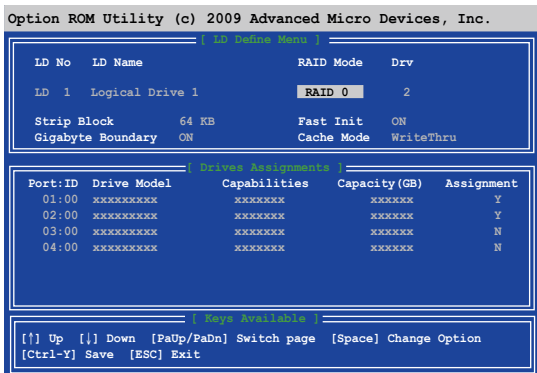 Option ROM Utility (c) 2009 Advanced Micro Devices, Inc.
[ LD Define Menu ]
LD No LD Name RAID Mode Drv
LD 1 Logical Drive 1 RAID 0 2
Strip Block 64 KB Fast Init ON
Gigabyte Boundary ON Cache Mode WriteThru
[ Drives Assignments ]
Port:ID Drive Model Capabilities Capacity(GB) Assignment
01:00 xxxxxxxxx xxxxxxx xxxxxx Y
02:00 xxxxxxxxx xxxxxxx xxxxxx Y
03:00 xxxxxxxxx xxxxxxx xxxxxx N
04:00 xxxxxxxxx xxxxxxx xxxxxx N
[ Keys Available ]
[↑] Up [↓] Down [PaUp/PaDn] Switch page [Space] Change Option
[Ctrl-Y] Save [ESC] Exit